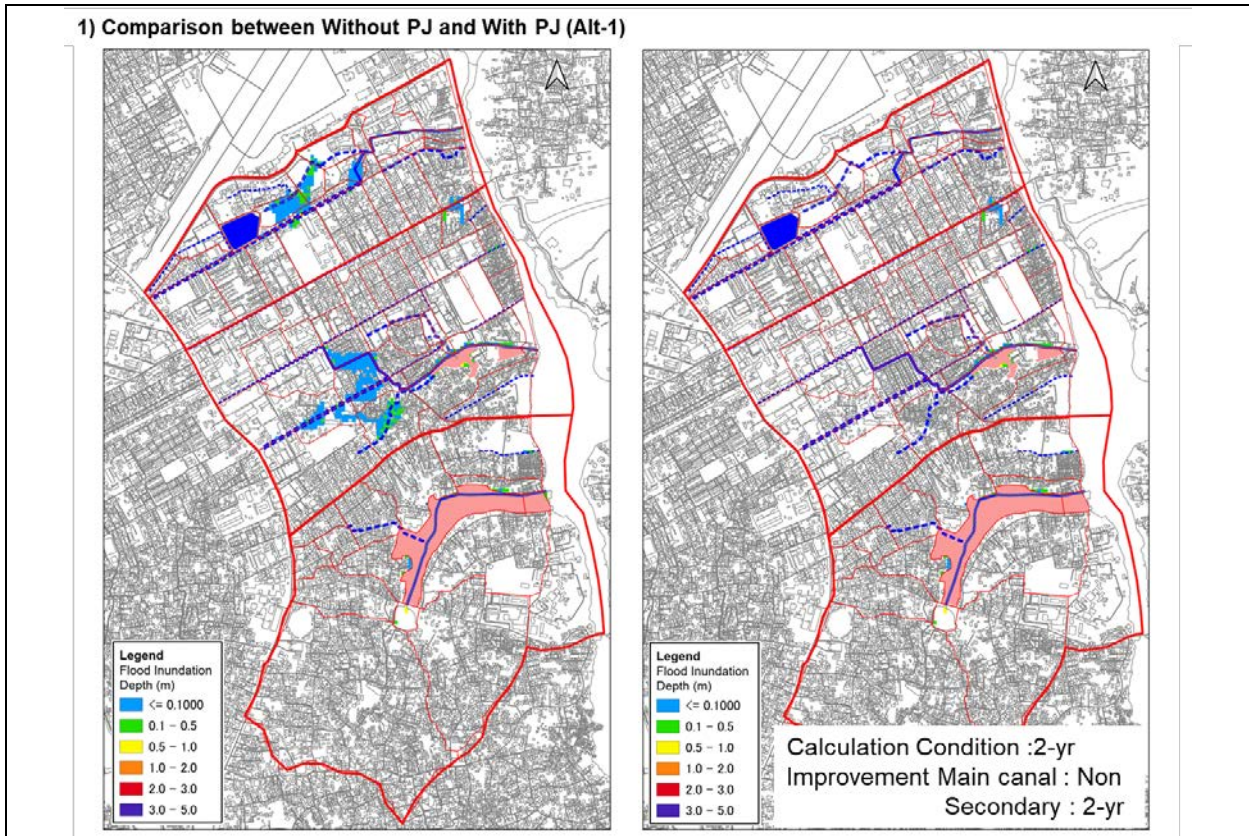 1) Comparison between Without PJ and With PJ (Alt-1)
Legend
Flood Inundation
Depth (m)
<= 0.1000
0.1 – 0.5
0.5 – 1.0
1.0 – 2.0
2.0 – 3.0
3.0 – 5.0
Legend
Flood Inundation
Depth (m)
<= 0.1000
0.1 – 0.5
0.5 – 1.0
1.0 – 2.0
2.0 – 3.0
3.0 – 5.0
Calculation Condition :2-yr
Improvement Main canal : Non
Secondary : 2-yr